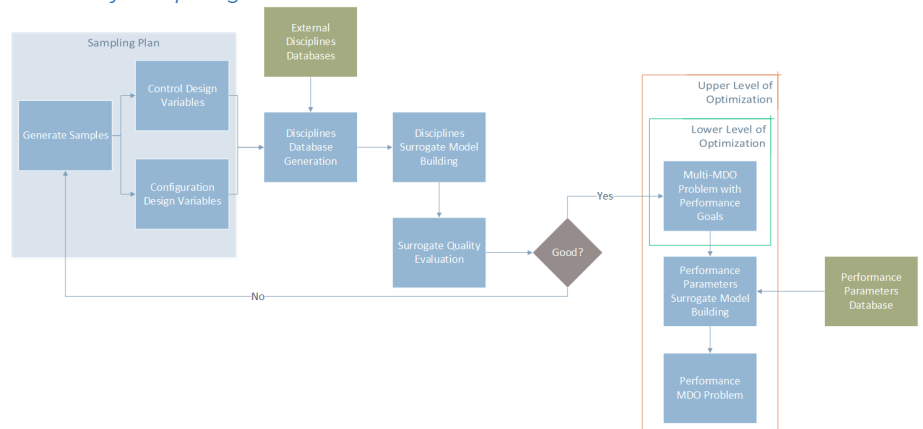 Sampling Plan
External
Disciplines
Databases
Generate Samples
Control Design
Variables
Configuration
Design Variables
Disciplines
Database
Generation
Disciplines
Surrogate Model
Building
Surrogate Quality
Evaluation
Good?
Yes
No
Upper Level of
Optimization
Lower Level of
Optimization
Multi-MDO
Problem with
Performance
Goals
Performance
Parameters
Surrogate Model
Building
Performance
Parameters
Database
Performance
MDO Problem